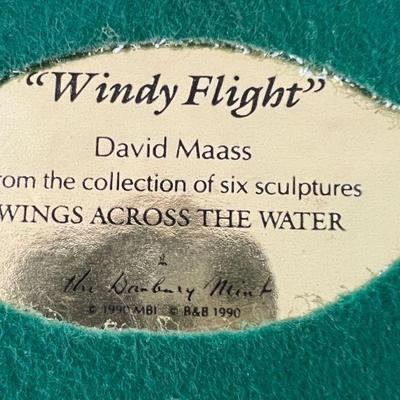 "Windy Flight"
David Maass
rom the collection of six sculptures
WINGS ACROSS THE WATER
the Danbury Mint
© 1990 MBI © B&B 1990